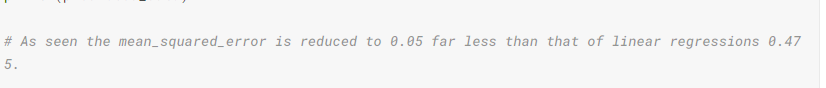 # As seen the mean_squared_error is reduced to 0.05 far less than that of linear regressions 0.47
5.